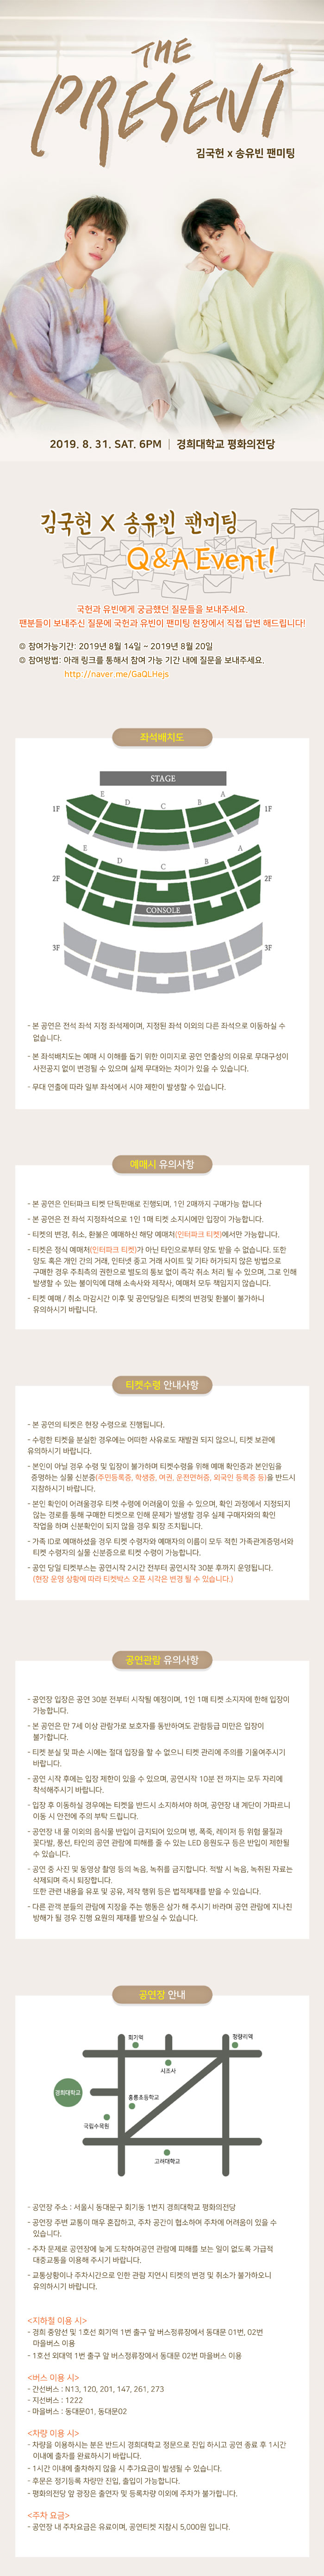 THE
PRESENT
김국헌 x 송유빈 팬미팅
2019. 8. 31. SAT. 6PM | 경희대학교 평화의전당
김국헌 X 송유빈 팬미팅
Q&A Event!
국헌과 유빈에게 궁금했던 질문들을 보내주세요.
팬분들이 보내주신 질문에 국헌과 유빈이 팬미팅 현장에서 직접 답변 해드립니다!
◎ 참여가능기간: 2019년 8월 14일 ~ 2019년 8월 20일
◎ 참여방법: 아래 링크를 통해서 참여 가능 기간 내에 질문을 보내주세요.
http://naver.me/GaQLHejs
좌석배치도
STAGE
E D C B A
1F 1F
E D C B A
2F 2F
CONSOLE
3F 3F
- 본 공연은 전석 지정 좌석제이며, 지정된 좌석 이외의 다른 좌석으로 이동하실 수
없습니다.
- 본 좌석배치도는 예매 시 이해를 돕기 위한 이미지로 공연 연출상의 이유로 무대구성이
사전공지 없이 변경될 수 있으며 실제 무대와는 차이가 있을 수 있습니다.
- 무대 연출에 따라 일부 좌석에서 시야 제한이 발생할 수 있습니다.
예매시 유의사항
- 본 공연은 인터파크 티켓 단독판매로 진행되며, 1인 2매까지 구매가능 합니다
- 본 공연은 전 좌석 지정좌석으로 1인 1매 티켓 소지시에만 입장이 가능합니다.
- 티켓의 변경, 취소, 환불은 예매하신 해당 예매처(인터파크 티켓)에서만 가능합니다.
- 티켓은 정식 예매처(인터파크 티켓)가 아닌 타인으로부터 양도 받을 수 없습니다. 또한
양도 혹은 개인 간의 거래, 인터넷 중고 거래 사이트 및 기타 허가되지 않은 방법으로
구매한 경우 주최측의 권한으로 별도의 통보 없이 즉각 취소 처리 될 수 있으며, 그로 인해
발생할 수 있는 불이익에 대해 소속사와 제작사, 예매처 모두 책임지지 않습니다.
- 티켓 예매 / 취소 마감시간 이후 및 공연당일은 티켓의 변경및 환불이 불가하니
유의하시기 바랍니다.
티켓수령 안내사항
- 본 공연의 티켓은 현장 수령으로 진행됩니다.
- 수령한 티켓을 분실한 경우에는 어떠한 사유로도 재발권 되지 않으니, 티켓 보관에
유의하시기 바랍니다.
- 본인이 아닐 경우 수령 및 입장이 불가하며 티켓수령을 위해 예매 확인증과 본인임을
증명하는 실물 신분증(주민등록증, 학생증, 여권, 운전면허증, 외국인 등록증 등)을 반드시
지참하시기 바랍니다.
- 본인 확인이 어려울경우 티켓 수령에 어려움이 있을 수 있으며, 확인 과정에서 지정되지
않는 경로를 통해 구매한 티켓으로 인해 문제가 발생할 경우 실제 구매자와의 확인
작업을 하며 신분확인이 되지 않을 경우 퇴장 조치됩니다.
- 가족 ID로 예매하셨을 경우 티켓 수령자와 예매자의 이름이 모두 적힌 가족관계증명서와
티켓 수령자의 실물 신분증으로 티켓 수령이 가능합니다.
- 공연 당일 티켓부스는 공연시작 2시간 전부터 공연시작 30분 후까지 운영됩니다.
(현장 운영 상황에 따라 티켓박스 오픈 시각은 변경 될 수 있습니다.)
공연관람 유의사항
- 공연장 입장은 공연 30분 전부터 시작될 예정이며, 1인 1매 티켓 소지자에 한해 입장이
가능합니다.
- 본 공연은 만 7세 이상 관람가로 보호자를 동반하여도 관람등급 미만은 입장이
불가합니다.
- 티켓 분실 및 파손 시에는 절대 입장을 할 수 없으니 티켓 관리에 주의를 기울여주시기
바랍니다.
- 공연 시작 후에는 입장 제한이 있을 수 있으며, 공연시작 10분 전 까지는 모두 자리에
착석해주시기 바랍니다.
- 입장 후 이동하실 경우에는 티켓을 반드시 소지하셔야 하며, 공연장 내 계단이 가파르니
이동 시 안전에 주의 부탁 드립니다.
- 공연장 내 물 이외의 음식물 반입이 금지되어 있으며 병, 폭죽, 레이저 등 위험 물질과
꽃다발, 풍선, 타인의 공연 관람에 피해를 줄 수 있는 LED 응원도구 등은 반입이 제한될
수 있습니다.
- 공연 중 사진 및 동영상 촬영 등의 녹음, 녹취를 금지합니다. 적발 시 녹음, 녹취된 자료는
삭제되며 즉시 퇴장합니다.
또한 관련 내용을 유포 및 공유, 제작 행위 등은 법적제재를 받을 수 있습니다.
- 다른 관객 분들의 관람에 지장을 주는 행동은 삼가 해 주시기 바라며 공연 관람에 지나친
방해가 될 경우 진행 요원의 제재를 받으실 수 있습니다.
공연장 안내
회기역
청량리역
시조사
경희대학교
홍릉초등학교
국립수목원
고려대학교
- 공연장 주소 : 서울시 동대문구 회기동 1번지 경희대학교 평화의전당
- 공연장 주변 교통이 매우 혼잡하고, 주차 공간이 협소하여 주차에 어려움이 있을 수
있습니다.
- 주차 문제로 공연장에 늦게 도착하여공연 관람에 피해를 보는 일이 없도록 가급적
대중교통을 이용해 주시기 바랍니다.
- 교통상황이나 주차시간으로 인한 관람 지연시 티켓의 변경 및 취소가 불가하오니
유의하시기 바랍니다.
<지하철 이용 시>
- 경희 중앙선 및 1호선 회기역 1번 출구 앞 버스정류장에서 동대문 01번, 02번
마을버스 이용
- 1호선 외대역 1번 출구 앞 버스정류장에서 동대문 02번 마을버스 이용
<버스 이용 시>
- 간선버스 : N13, 120, 201, 147, 261, 273
- 지선버스 : 1222
- 마을버스 : 동대문01, 동대문02
<차량 이용 시>
- 차량을 이용하시는 분은 반드시 경희대학교 정문으로 진입 하시고 공연 종료 후 1시간
이내에 출차를 완료하시기 바랍니다.
- 1시간 이내에 출차하지 않을 시 추가요금이 발생될 수 있습니다.
- 후문은 정기등록 차량만 진입, 출입이 가능합니다.
- 평화의전당 앞 광장은 출연자 및 등록차량 이외에 주차가 불가합니다.
<주차 요금>
- 공연장 내 주차요금은 유료이며, 공연티켓 지참시 5,000원 입니다.